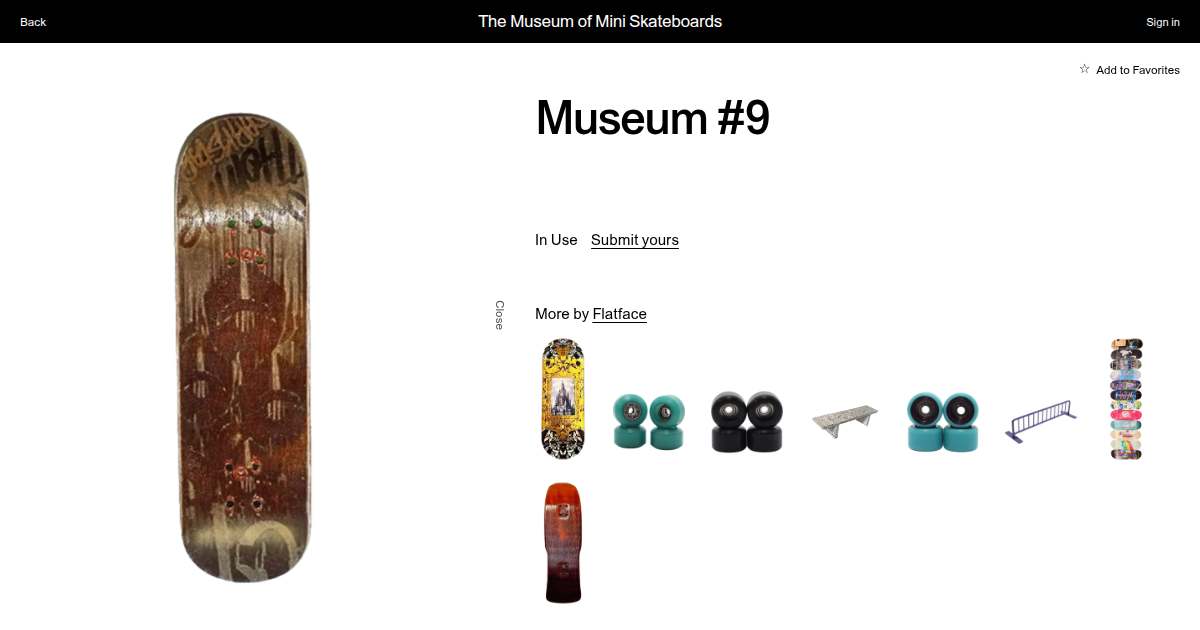 Back
The Museum of Mini Skateboards
Sign in
☆ Add to Favorites
Museum #9
In Use Submit yours
Close
More by Flatface